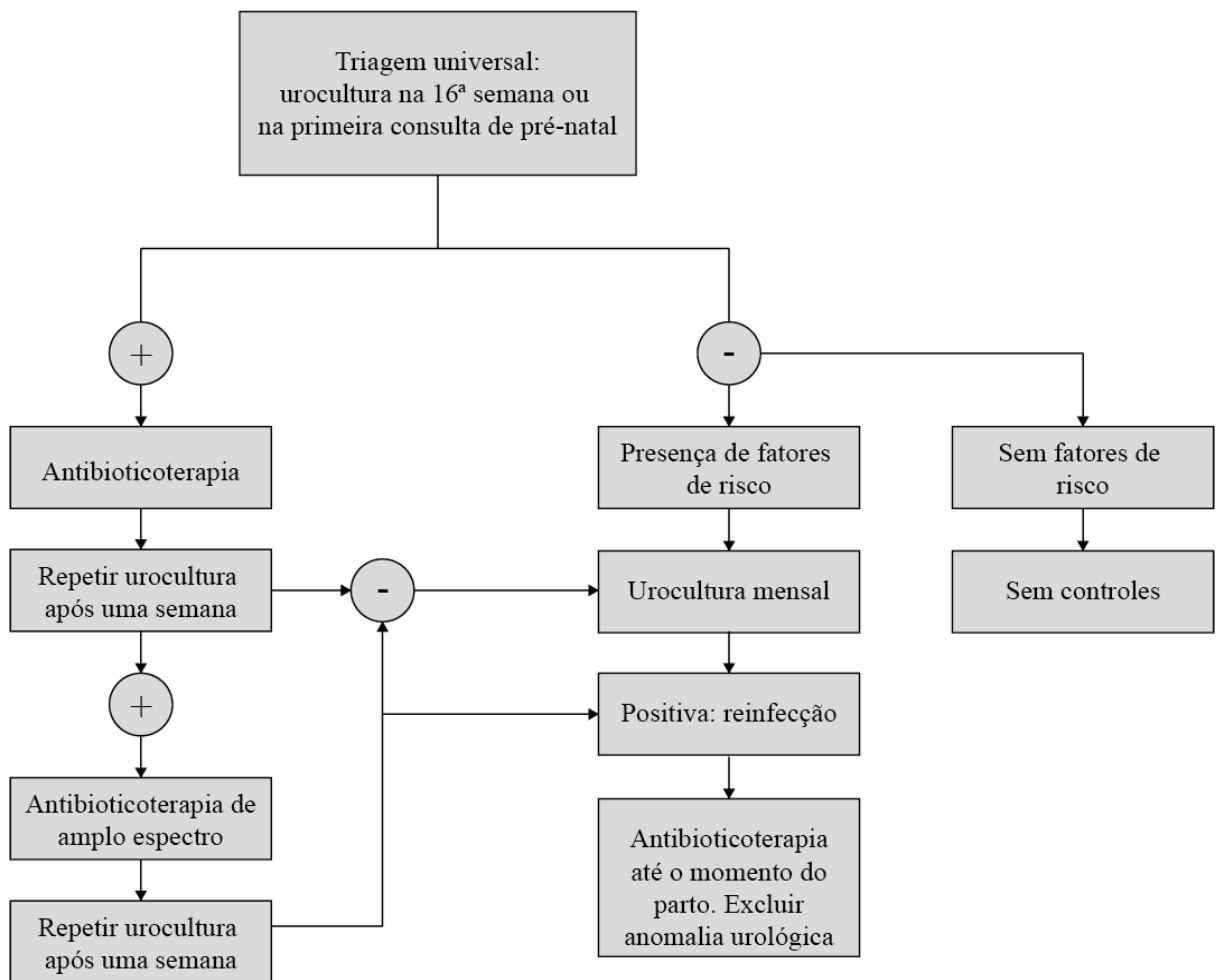 Triagem universal:
urocultura na 16ª semana ou
na primeira consulta de pré-natal
+
-
Antibioticoterapia
Presença de fatores
de risco
Sem fatores de
risco
Repetir urocultura
após uma semana
-
Urocultura mensal
Sem controles
+
Positiva: reinfecção
Antibioticoterapia de
amplo espectro
Antibioticoterapia
até o momento do
parto. Excluir
anomalia urológica
Repetir urocultura
após uma semana